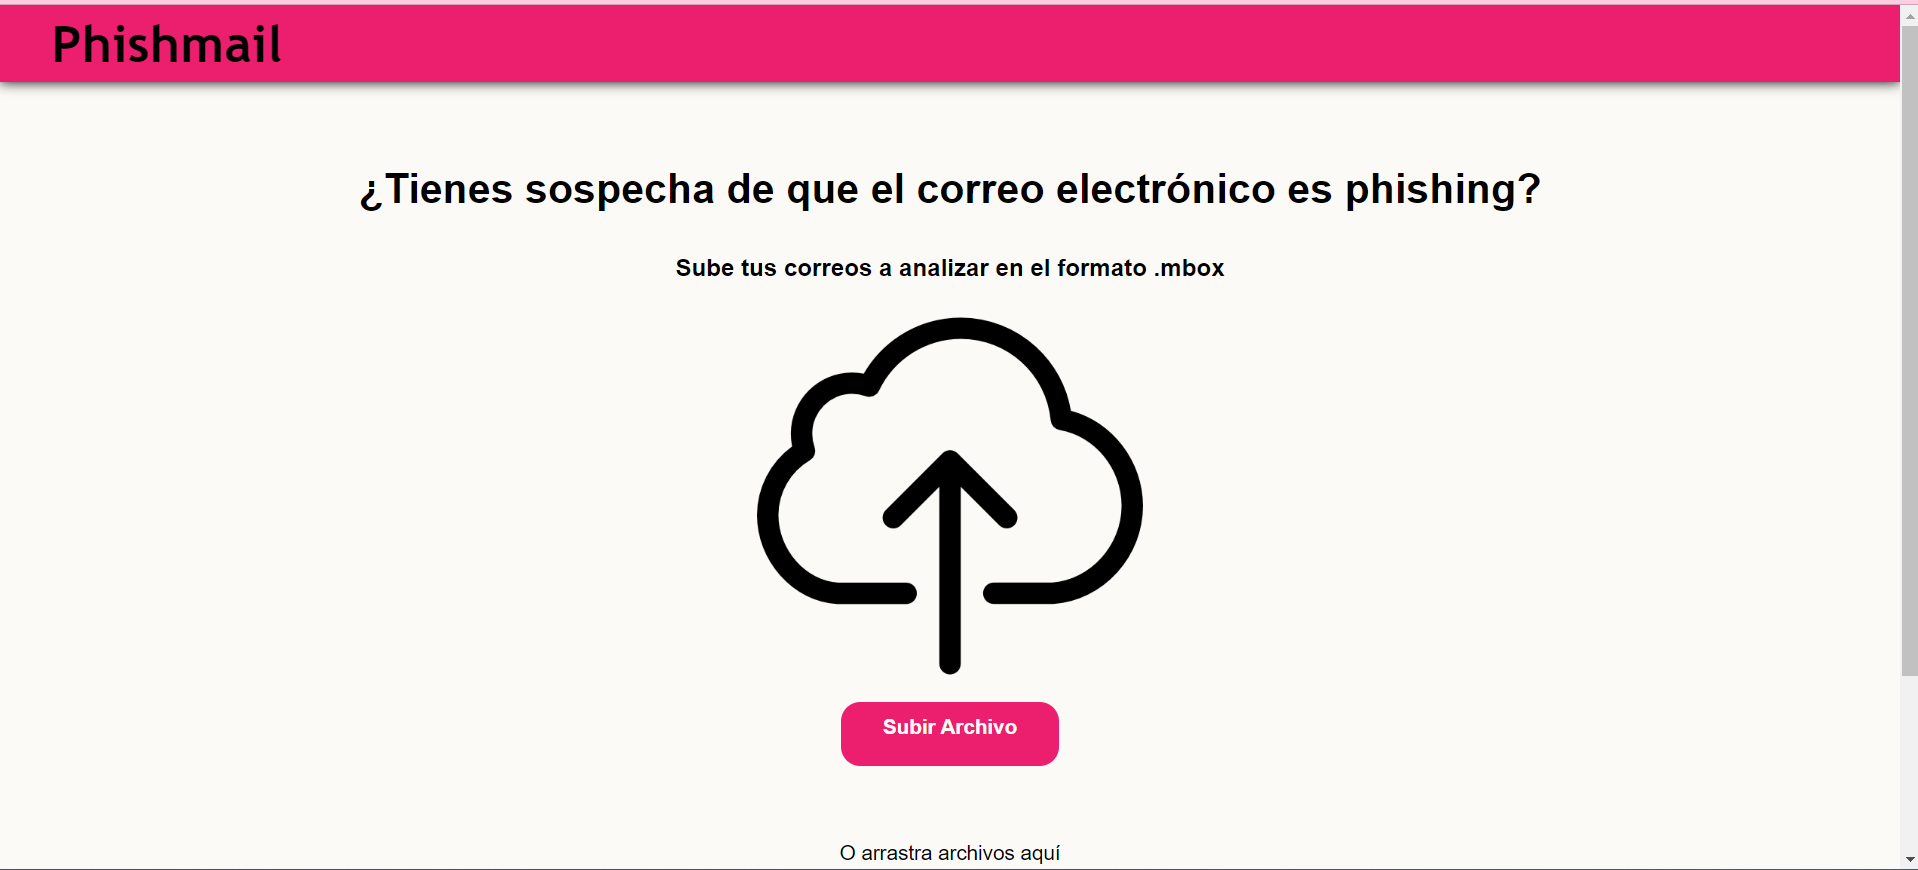 Phishmail
¿Tienes sospecha de que el correo electrónico es phishing?
Sube tus correos a analizar en el formato .mbox
Subir Archivo
O arrastra archivos aquí